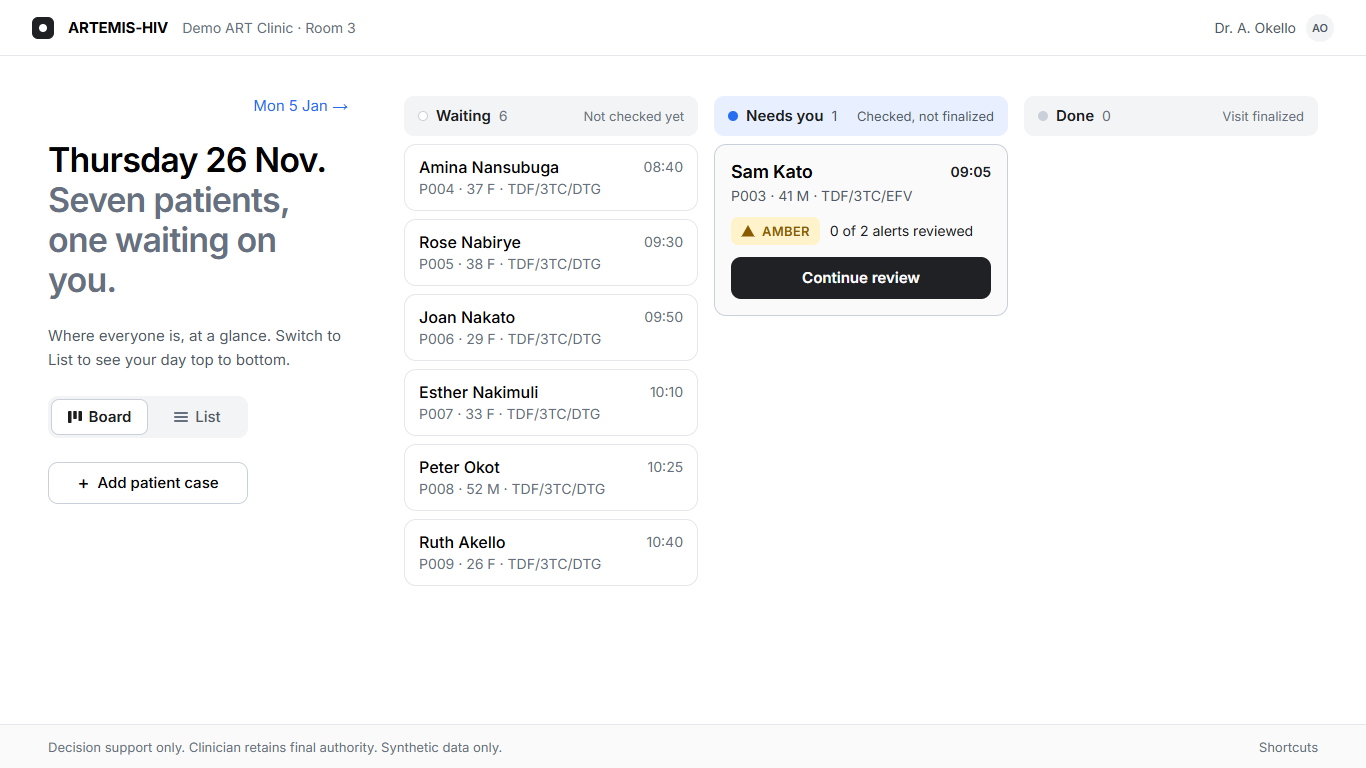 ARTEMIS-HIV Demo ART Clinic · Room 3
Dr. A. Okello AO
Mon 5 Jan →
Thursday 26 Nov.
Seven patients,
one waiting on
you.
Where everyone is, at a glance. Switch to
List to see your day top to bottom.
Board List
+ Add patient case
Waiting 6 Not checked yet
Amina Nansubuga 08:40
P004 · 37 F · TDF/3TC/DTG
Rose Nabirye 09:30
P005 · 38 F · TDF/3TC/DTG
Joan Nakato 09:50
P006 · 29 F · TDF/3TC/DTG
Esther Nakimuli 10:10
P007 · 33 F · TDF/3TC/DTG
Peter Okot 10:25
P008 · 52 M · TDF/3TC/DTG
Ruth Akello 10:40
P009 · 26 F · TDF/3TC/DTG
Needs you 1 Checked, not finalized
Sam Kato 09:05
P003 · 41 M · TDF/3TC/EFV
AMBER 0 of 2 alerts reviewed
Continue review
Done 0 Visit finalized
Decision support only. Clinician retains final authority. Synthetic data only.
Shortcuts